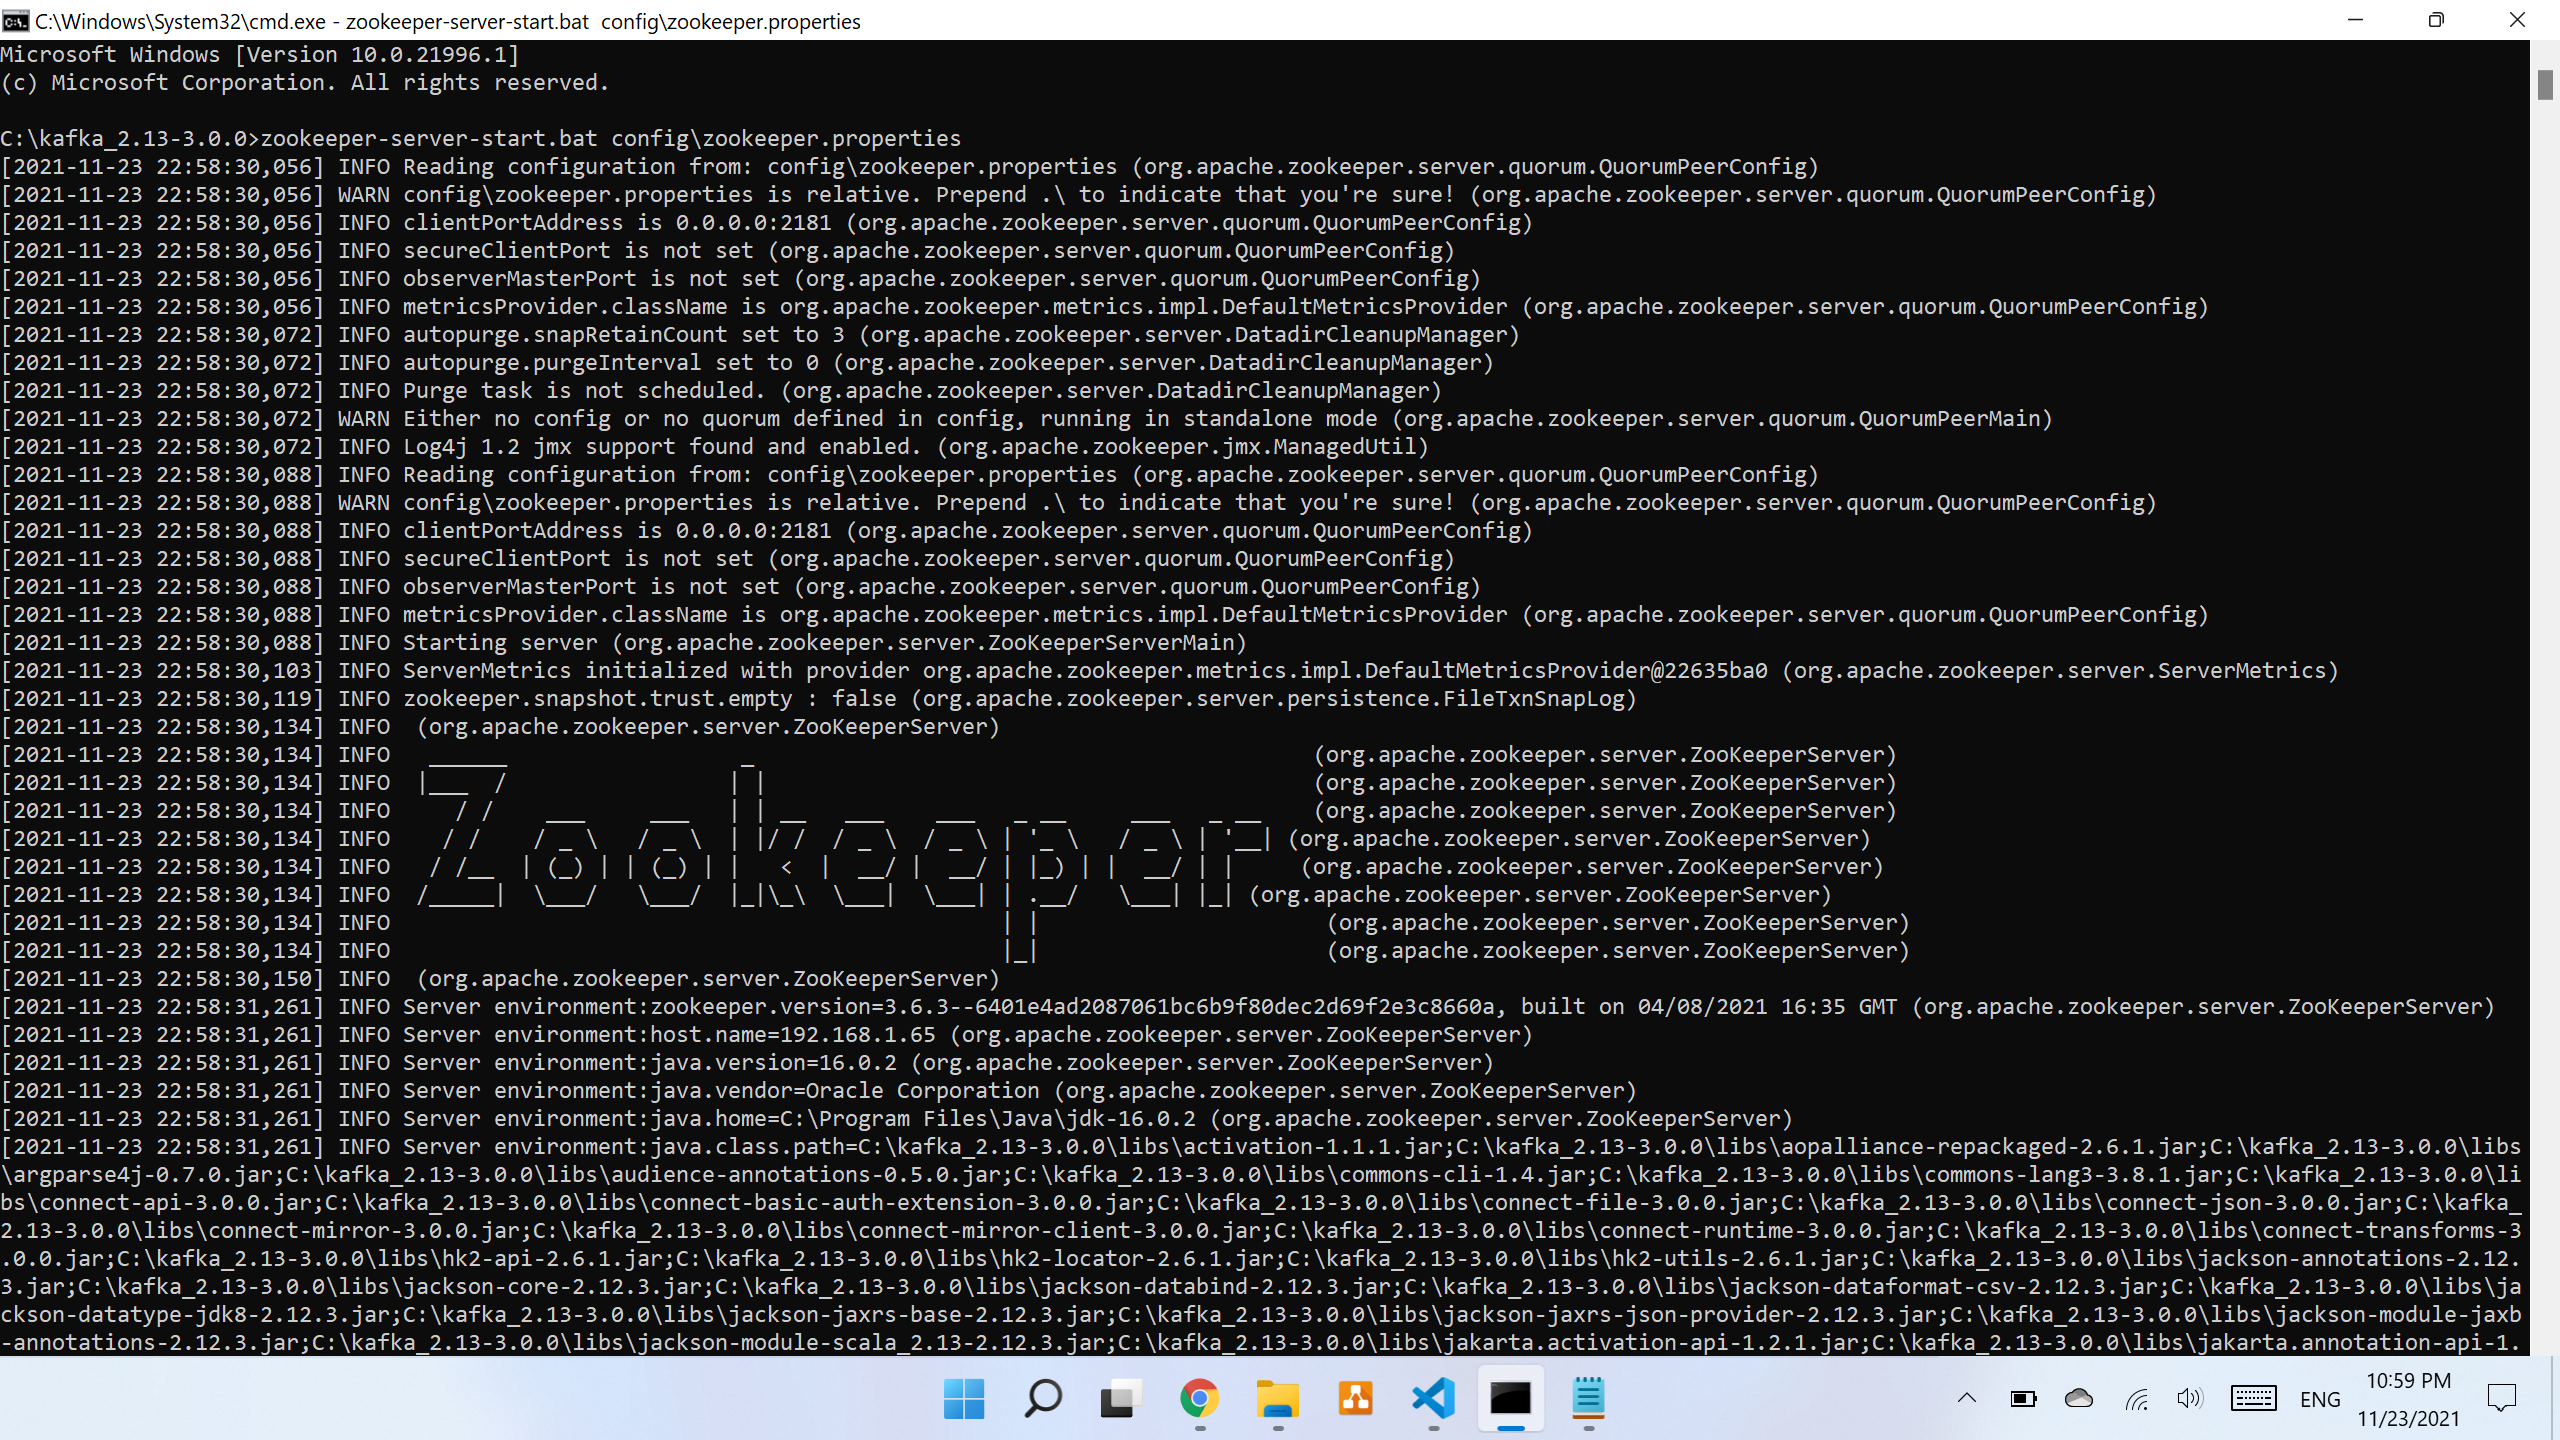 C:\Windows\System32\cmd.exe - zookeeper-server-start.bat  config\zookeeper.properties
Microsoft Windows [Version 10.0.21996.1]
(c) Microsoft Corporation. All rights reserved.
C:\kafka_2.13-3.0.0>zookeeper-server-start.bat config\zookeeper.properties
[2021-11-23 22:58:30,056] INFO Reading configuration from: config\zookeeper.properties (org.apache.zookeeper.server.quorum.QuorumPeerConfig)
[2021-11-23 22:58:30,056] WARN config\zookeeper.properties is relative. Prepend .\ to indicate that you're sure! (org.apache.zookeeper.server.quorum.QuorumPeerConfig)
[2021-11-23 22:58:30,056] INFO clientPortAddress is 0.0.0.0:2181 (org.apache.zookeeper.server.quorum.QuorumPeerConfig)
[2021-11-23 22:58:30,056] INFO secureClientPort is not set (org.apache.zookeeper.server.quorum.QuorumPeerConfig)
[2021-11-23 22:58:30,056] INFO observerMasterPort is not set (org.apache.zookeeper.server.quorum.QuorumPeerConfig)
[2021-11-23 22:58:30,056] INFO metricsProvider.className is org.apache.zookeeper.metrics.impl.DefaultMetricsProvider (org.apache.zookeeper.server.quorum.QuorumPeerConfig)
[2021-11-23 22:58:30,072] INFO autopurge.snapRetainCount set to 3 (org.apache.zookeeper.server.DatadirCleanupManager)
[2021-11-23 22:58:30,072] INFO autopurge.purgeInterval set to 0 (org.apache.zookeeper.server.DatadirCleanupManager)
[2021-11-23 22:58:30,072] INFO Purge task is not scheduled. (org.apache.zookeeper.server.DatadirCleanupManager)
[2021-11-23 22:58:30,072] WARN Either no config or no quorum defined in config, running in standalone mode (org.apache.zookeeper.server.quorum.QuorumPeerMain)
[2021-11-23 22:58:30,072] INFO Log4j 1.2 jmx support found and enabled. (org.apache.zookeeper.jmx.ManagedUtil)
[2021-11-23 22:58:30,088] INFO Reading configuration from: config\zookeeper.properties (org.apache.zookeeper.server.quorum.QuorumPeerConfig)
[2021-11-23 22:58:30,088] WARN config\zookeeper.properties is relative. Prepend .\ to indicate that you're sure! (org.apache.zookeeper.server.quorum.QuorumPeerConfig)
[2021-11-23 22:58:30,088] INFO clientPortAddress is 0.0.0.0:2181 (org.apache.zookeeper.server.quorum.QuorumPeerConfig)
[2021-11-23 22:58:30,088] INFO secureClientPort is not set (org.apache.zookeeper.server.quorum.QuorumPeerConfig)
[2021-11-23 22:58:30,088] INFO observerMasterPort is not set (org.apache.zookeeper.server.quorum.QuorumPeerConfig)
[2021-11-23 22:58:30,088] INFO metricsProvider.className is org.apache.zookeeper.metrics.impl.DefaultMetricsProvider (org.apache.zookeeper.server.quorum.QuorumPeerConfig)
[2021-11-23 22:58:30,088] INFO Starting server (org.apache.zookeeper.server.ZooKeeperServerMain)
[2021-11-23 22:58:30,103] INFO ServerMetrics initialized with provider org.apache.zookeeper.metrics.impl.DefaultMetricsProvider@22635ba0 (org.apache.zookeeper.server.ServerMetrics)
[2021-11-23 22:58:30,119] INFO zookeeper.snapshot.trust.empty : false (org.apache.zookeeper.server.persistence.FileTxnSnapLog)
[2021-11-23 22:58:30,134] INFO  (org.apache.zookeeper.server.ZooKeeperServer)
[2021-11-23 22:58:30,134] INFO   ______                  _                                           (org.apache.zookeeper.server.ZooKeeperServer)
[2021-11-23 22:58:30,134] INFO  |___  /                 | |                                          (org.apache.zookeeper.server.ZooKeeperServer)
[2021-11-23 22:58:30,134] INFO     / /    ___     ___   | | __   ___    ___   _ __     ___   _ __    (org.apache.zookeeper.server.ZooKeeperServer)
[2021-11-23 22:58:30,134] INFO    / /    / _ \   / _ \  | |/ /  / _ \  / _ \ | '_ \   / _ \ | '__| (org.apache.zookeeper.server.ZooKeeperServer)
[2021-11-23 22:58:30,134] INFO   / /__  | (_) | | (_) | |   <  |  __/ |  __/ | |_) | |  __/ | |     (org.apache.zookeeper.server.ZooKeeperServer)
[2021-11-23 22:58:30,134] INFO  /_____|  \___/   \___/  |_|\_\  \___|  \___| | .__/   \___| |_| (org.apache.zookeeper.server.ZooKeeperServer)
[2021-11-23 22:58:30,134] INFO                                               | |                      (org.apache.zookeeper.server.ZooKeeperServer)
[2021-11-23 22:58:30,134] INFO                                               |_|                      (org.apache.zookeeper.server.ZooKeeperServer)
[2021-11-23 22:58:30,150] INFO  (org.apache.zookeeper.server.ZooKeeperServer)
[2021-11-23 22:58:31,261] INFO Server environment:zookeeper.version=3.6.3--6401e4ad2087061bc6b9f80dec2d69f2e3c8660a, built on 04/08/2021 16:35 GMT (org.apache.zookeeper.server.ZooKeeperServer)
[2021-11-23 22:58:31,261] INFO Server environment:host.name=192.168.1.65 (org.apache.zookeeper.server.ZooKeeperServer)
[2021-11-23 22:58:31,261] INFO Server environment:java.version=16.0.2 (org.apache.zookeeper.server.ZooKeeperServer)
[2021-11-23 22:58:31,261] INFO Server environment:java.vendor=Oracle Corporation (org.apache.zookeeper.server.ZooKeeperServer)
[2021-11-23 22:58:31,261] INFO Server environment:java.home=C:\Program Files\Java\jdk-16.0.2 (org.apache.zookeeper.server.ZooKeeperServer)
[2021-11-23 22:58:31,261] INFO Server environment:java.class.path=C:\kafka_2.13-3.0.0\libs\activation-1.1.1.jar;C:\kafka_2.13-3.0.0\libs\aopalliance-repackaged-2.6.1.jar;C:\kafka_2.13-3.0.0\libs
\argparse4j-0.7.0.jar;C:\kafka_2.13-3.0.0\libs\audience-annotations-0.5.0.jar;C:\kafka_2.13-3.0.0\libs\commons-cli-1.4.jar;C:\kafka_2.13-3.0.0\libs\commons-lang3-3.8.1.jar;C:\kafka_2.13-3.0.0\li
bs\connect-api-3.0.0.jar;C:\kafka_2.13-3.0.0\libs\connect-basic-auth-extension-3.0.0.jar;C:\kafka_2.13-3.0.0\libs\connect-file-3.0.0.jar;C:\kafka_2.13-3.0.0\libs\connect-json-3.0.0.jar;C:\kafka_
2.13-3.0.0\libs\connect-mirror-3.0.0.jar;C:\kafka_2.13-3.0.0\libs\connect-mirror-client-3.0.0.jar;C:\kafka_2.13-3.0.0\libs\connect-runtime-3.0.0.jar;C:\kafka_2.13-3.0.0\libs\connect-transforms-3
.0.0.jar;C:\kafka_2.13-3.0.0\libs\hk2-api-2.6.1.jar;C:\kafka_2.13-3.0.0\libs\hk2-locator-2.6.1.jar;C:\kafka_2.13-3.0.0\libs\hk2-utils-2.6.1.jar;C:\kafka_2.13-3.0.0\libs\jackson-annotations-2.12.
3.jar;C:\kafka_2.13-3.0.0\libs\jackson-core-2.12.3.jar;C:\kafka_2.13-3.0.0\libs\jackson-databind-2.12.3.jar;C:\kafka_2.13-3.0.0\libs\jackson-dataformat-csv-2.12.3.jar;C:\kafka_2.13-3.0.0\libs\ja
ckson-datatype-jdk8-2.12.3.jar;C:\kafka_2.13-3.0.0\libs\jackson-jaxrs-base-2.12.3.jar;C:\kafka_2.13-3.0.0\libs\jackson-jaxrs-json-provider-2.12.3.jar;C:\kafka_2.13-3.0.0\libs\jackson-module-jaxb
-annotations-2.12.3.jar;C:\kafka_2.13-3.0.0\libs\jackson-module-scala_2.13-2.12.3.jar;C:\kafka_2.13-3.0.0\libs\jakarta.activation-api-1.2.1.jar;C:\kafka_2.13-3.0.0\libs\jakarta.annotation-api-1.
ENG
10:59 PM
11/23/2021